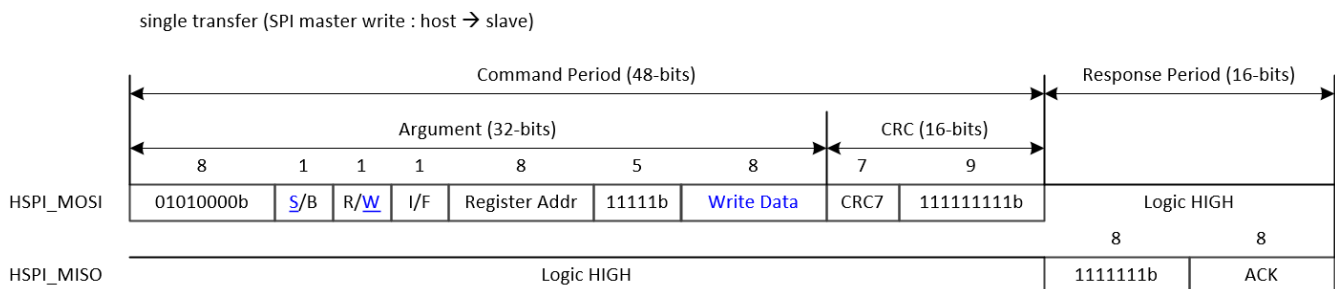 single transfer (SPI master write : host → slave)
Command Period (48-bits) Response Period (16-bits)
Argument (32-bits) CRC (16-bits)
8 1 1 1 8 5 8 7 9
HSPI_MOSI 01010000b S/B R/W I/F Register Addr 11111b Write Data CRC7 111111111b Logic HIGH
8 8
HSPI_MISO Logic HIGH 1111111b ACK